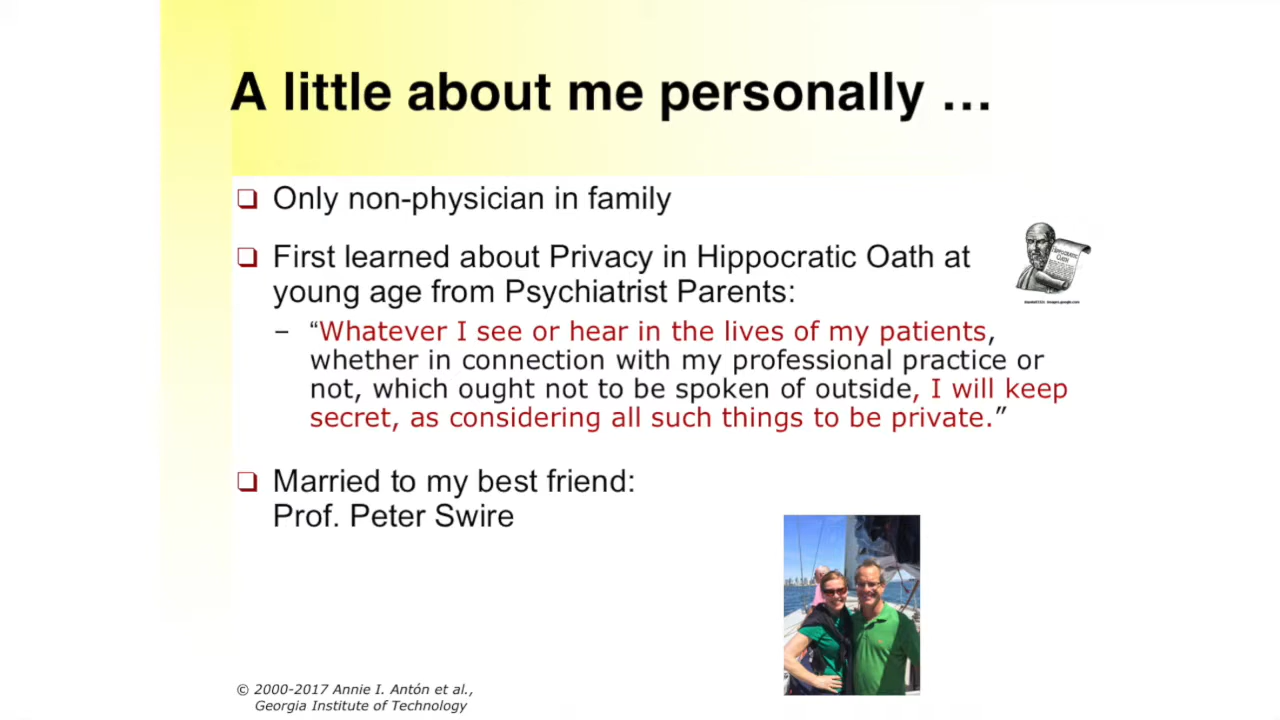 A little about me personally …
❏ Only non-physician in family
❏ First learned about Privacy in Hippocratic Oath at
young age from Psychiatrist Parents:
– “Whatever I see or hear in the lives of my patients,
whether in connection with my professional practice or
not, which ought not to be spoken of outside, I will keep
secret, as considering all such things to be private.”
HIPPOCRATIC
OATH
❏ Married to my best friend:
Prof. Peter Swire
© 2000-2017 Annie I. Antón et al.,
Georgia Institute of Technology